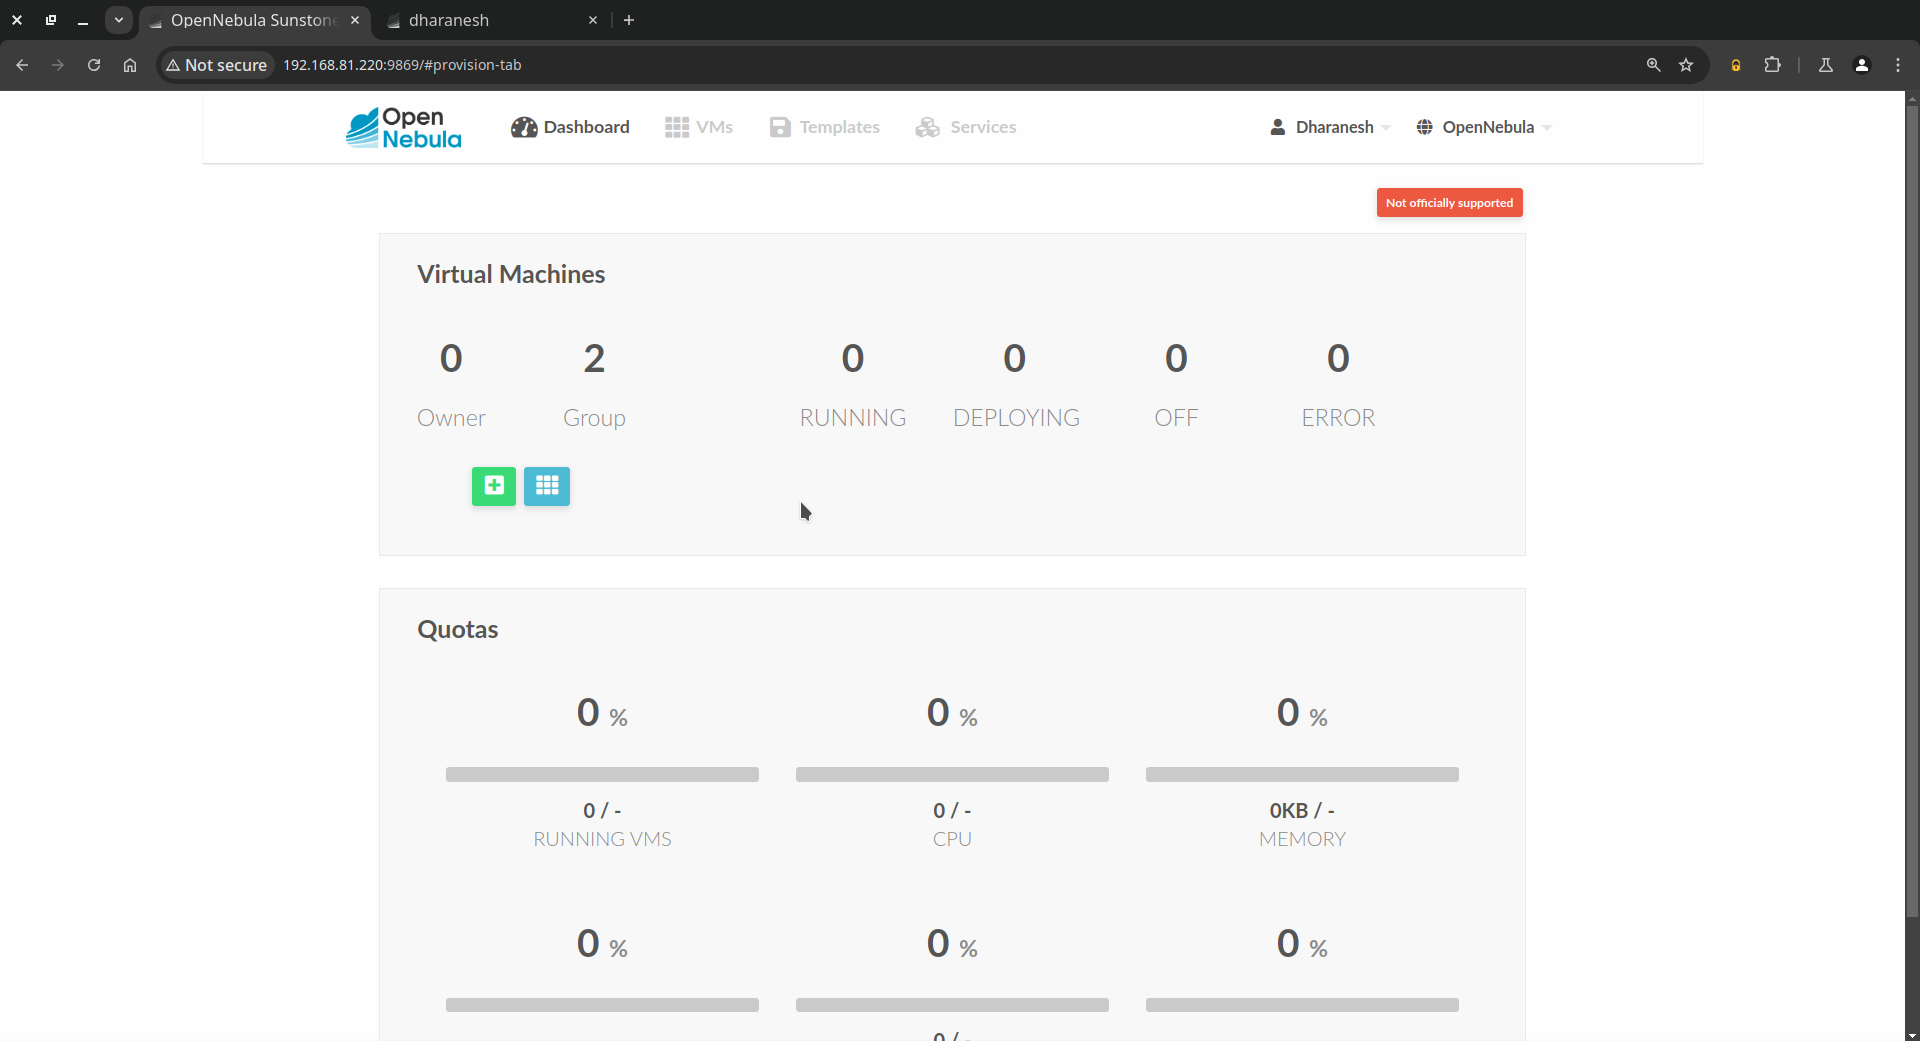 OpenNebula Sunstone
dharanesh
Not secure
192.168.81.220:9869/#provision-tab
Open
Nebula
Dashboard
VMs
Templates
Services
Dharanesh
OpenNebula
Not officially supported
Virtual Machines
0
2
0
0
0
0
Owner
Group
RUNNING
DEPLOYING
OFF
ERROR
Quotas
0 %
0 %
0 %
0 / -
0 / -
0KB / -
RUNNING VMS
CPU
MEMORY
0 %
0 %
0 %
0 / -